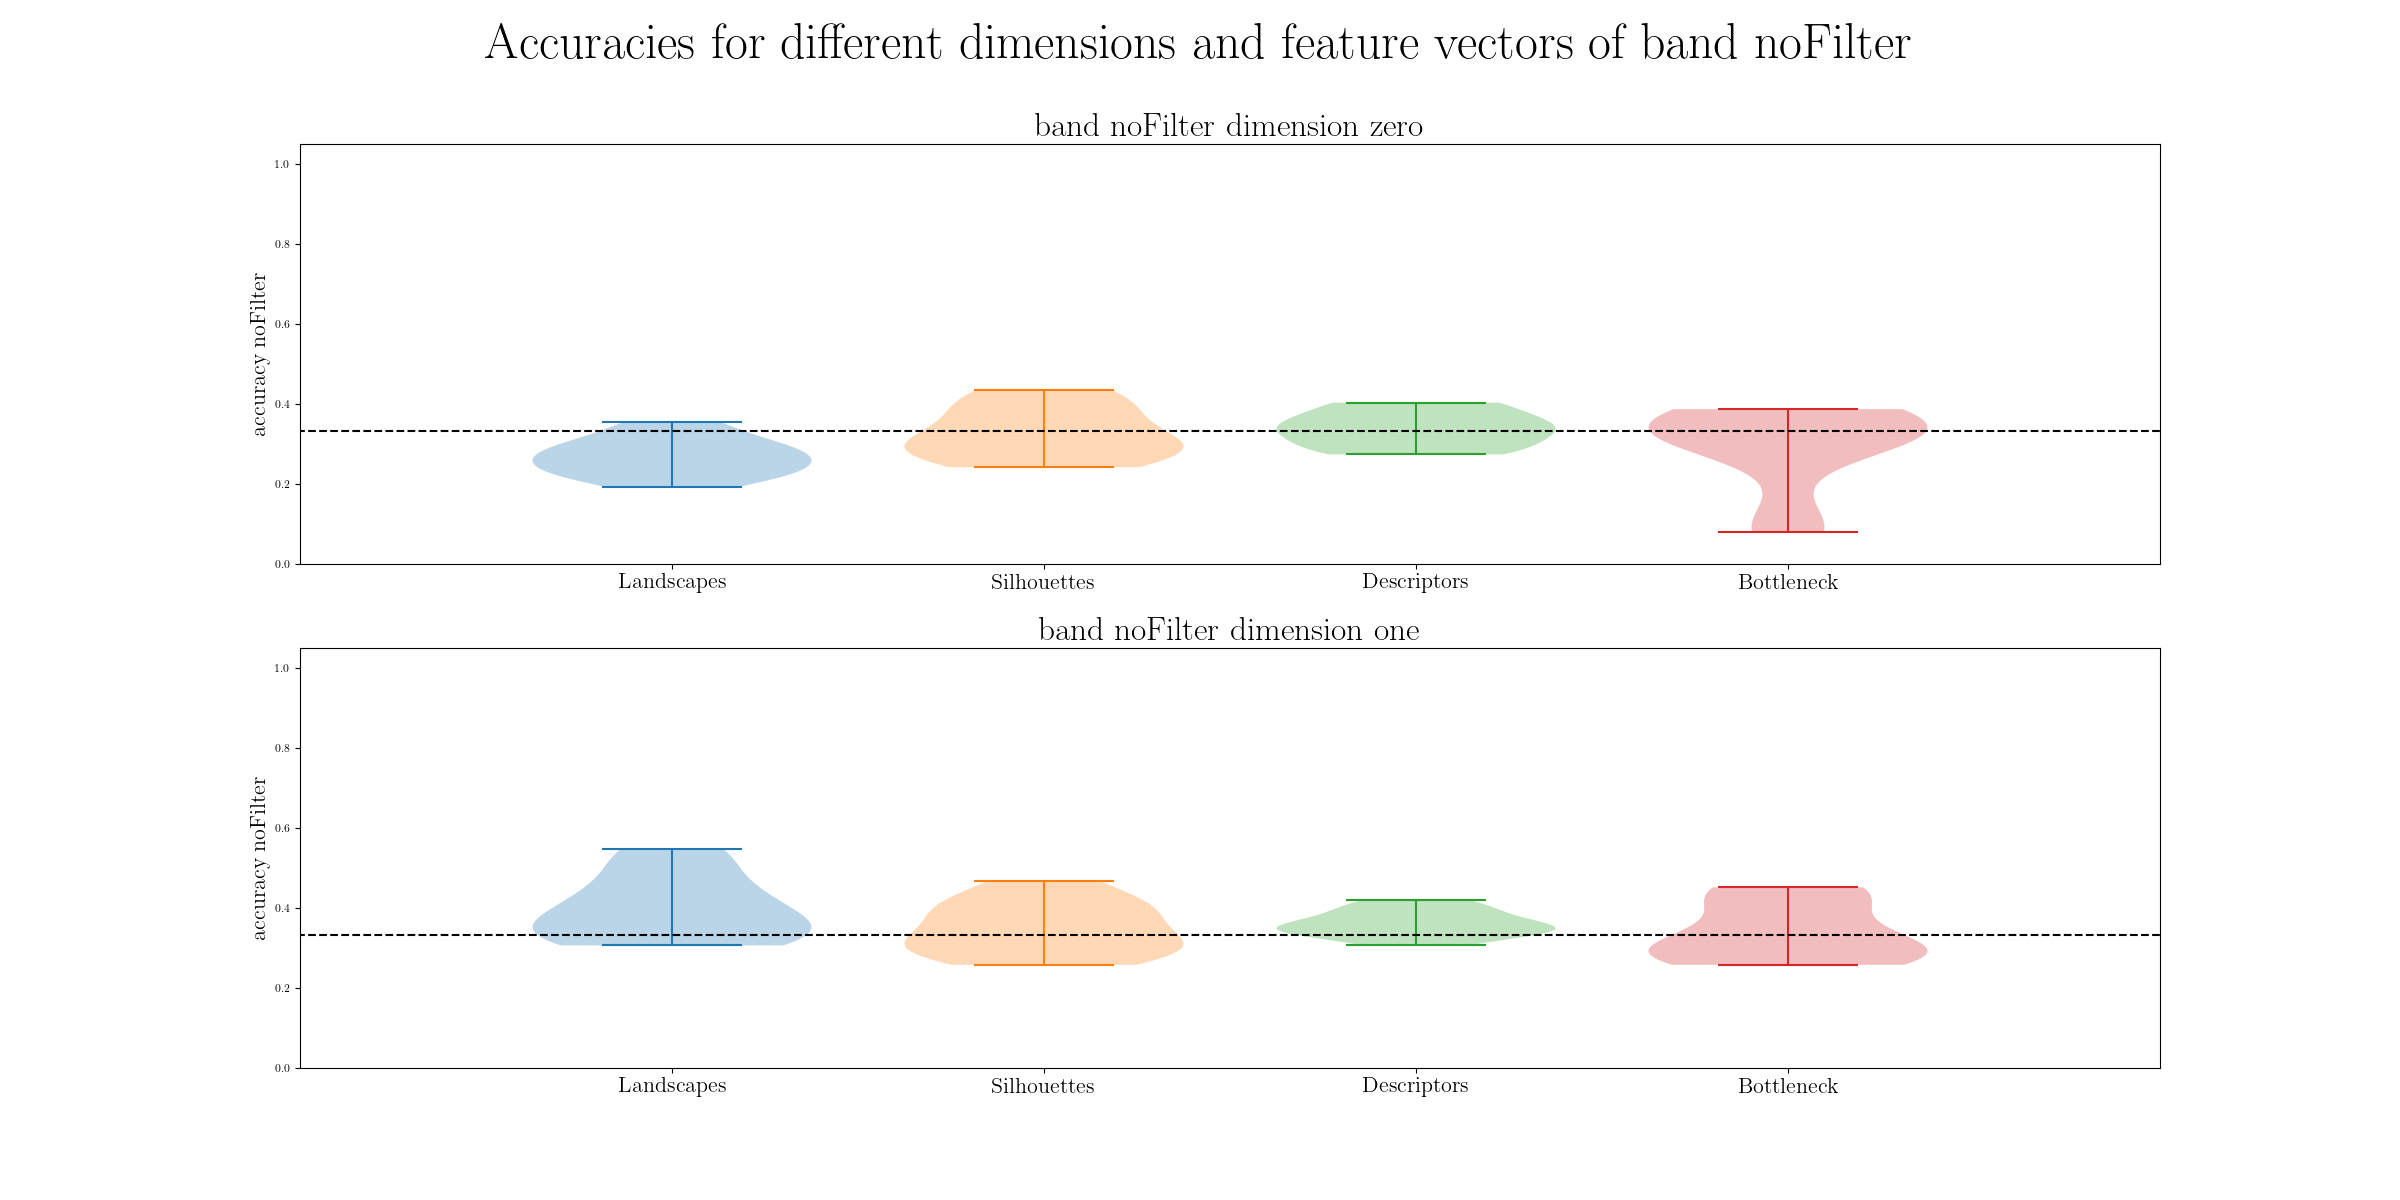 Accuracies for different dimensions and feature vectors of band noFilter
band noFilter dimension zero
accuracy noFilter
1.0
0.8
0.6
0.4
0.2
0.0
Landscapes Silhouettes Descriptors Bottleneck
band noFilter dimension one
accuracy noFilter
1.0
0.8
0.6
0.4
0.2
0.0
Landscapes Silhouettes Descriptors Bottleneck